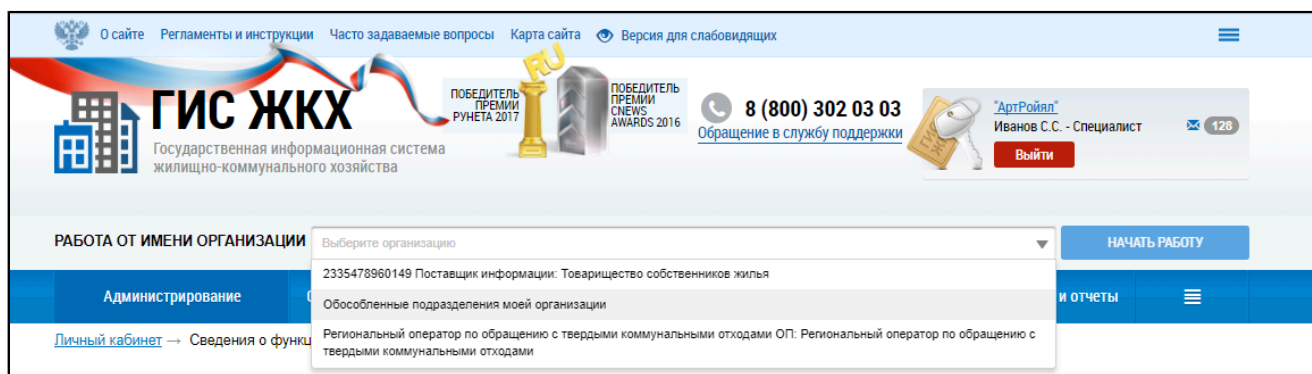 О сайте Регламенты и инструкции Часто задаваемые вопросы Карта сайта Версия для слабовидящих
ГИС ЖКХ
Государственная информационная система
жилищно-коммунального хозяйства
ПОБЕДИТЕЛЬ
ПРЕМИИ
РУНЕТА 2017
RU
ПОБЕДИТЕЛЬ
ПРЕМИИ
CNEWS
AWARDS 2016
8 (800) 302 03 03
Обращение в службу поддержки
ГИС
ЖКХ
"АртРойял"
Иванов С.С. - Специалист
128
Выйти
РАБОТА ОТ ИМЕНИ ОРГАНИЗАЦИИ Выберите организацию НАЧАТЬ РАБОТУ
2335478960149 Поставщик информации: Товарищество собственников жилья
Администрирование Обособленные подразделения моей организации и отчеты
Региональный оператор по обращению с твердыми коммунальными отходами ОП: Региональный оператор по обращению с
твердыми коммунальными отходами
Личный кабинет → Сведения о функц